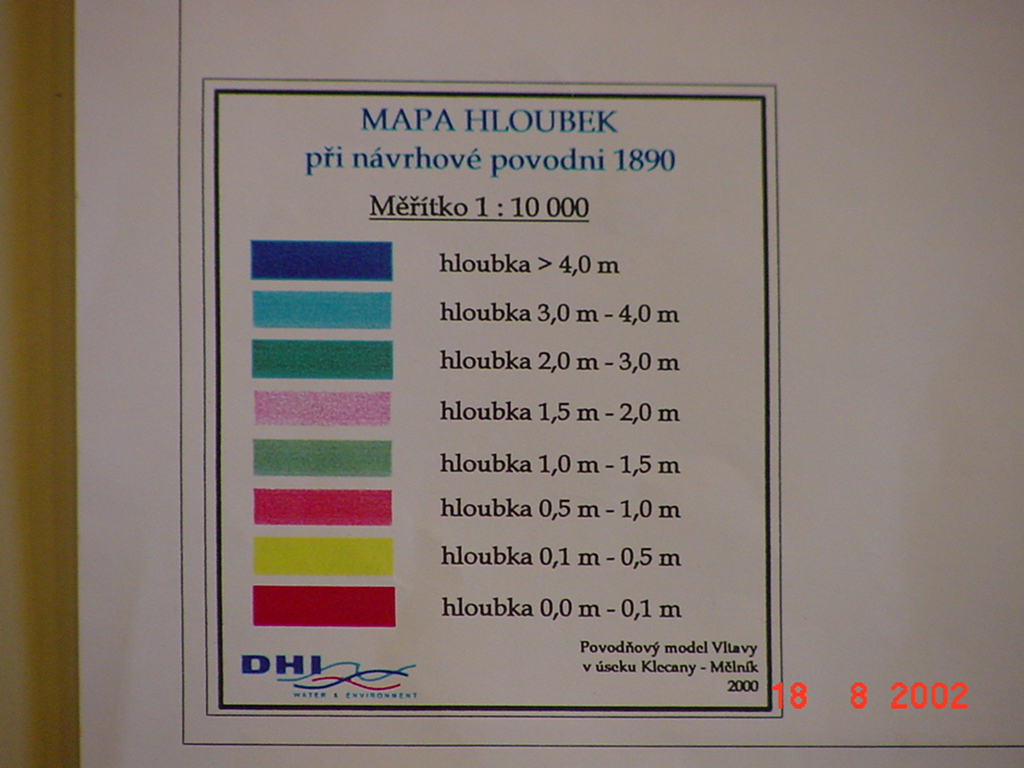 MAPA HLOUBEK
při návrhové povodni 1890
Měřítko 1 : 10 000
hloubka > 4,0 m
hloubka 3,0 m - 4,0 m
hloubka 2,0 m - 3,0 m
hloubka 1,5 m - 2,0 m
hloubka 1,0 m - 1,5 m
hloubka 0,5 m - 1,0 m
hloubka 0,1 m - 0,5 m
hloubka 0,0 m - 0,1 m
DHI
WATER & ENVIRONMENT
Povodňový model Vltavy
v úseku Klecany - Mělník
2000
18 8 2002